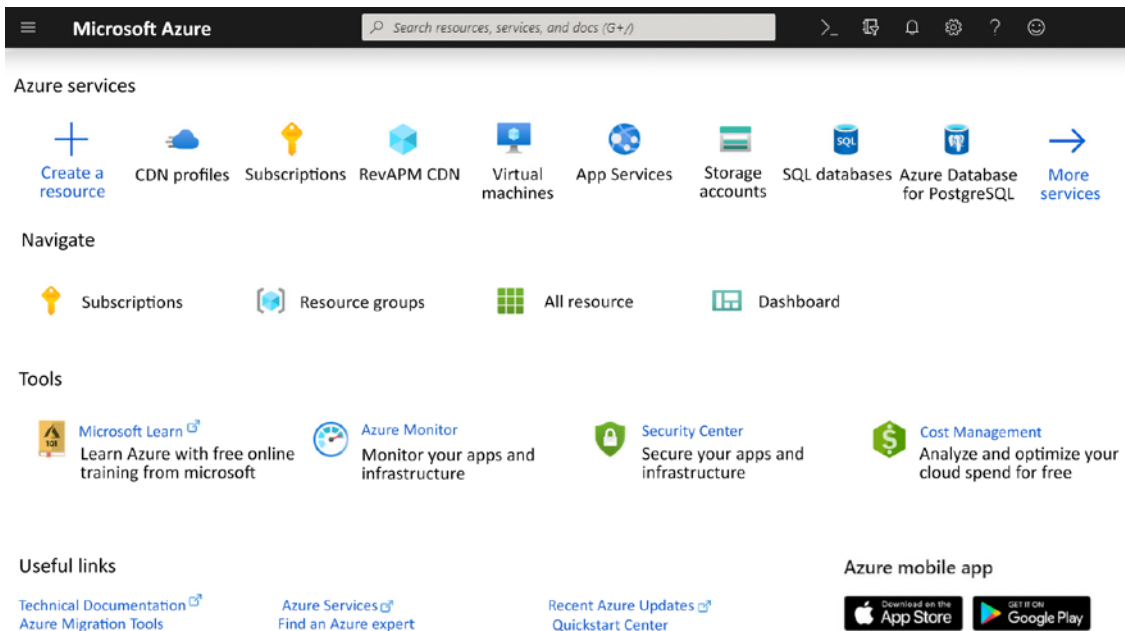 Microsoft Azure
Search resources, services, and docs (G+/)
Azure services
Create a
resource
CDN profiles
Subscriptions
RevAPM CDN
Virtual
machines
App Services
Storage
accounts
SQL
SQL databases
Azure Database
for PostgreSQL
More
services
Navigate
Subscriptions
Resource groups
All resource
Dashboard
Tools
101
Microsoft Learn
Learn Azure with free online
training from microsoft
Azure Monitor
Monitor your apps and
infrastructure
Security Center
Secure your apps and
infrastructure
$
Cost Management
Analyze and optimize your
cloud spend for free
Useful links
Technical Documentation
Azure Migration Tools
Azure Services
Find an Azure expert
Recent Azure Updates
Quickstart Center
Azure mobile app
Download on the
App Store
GET IT ON
Google Play